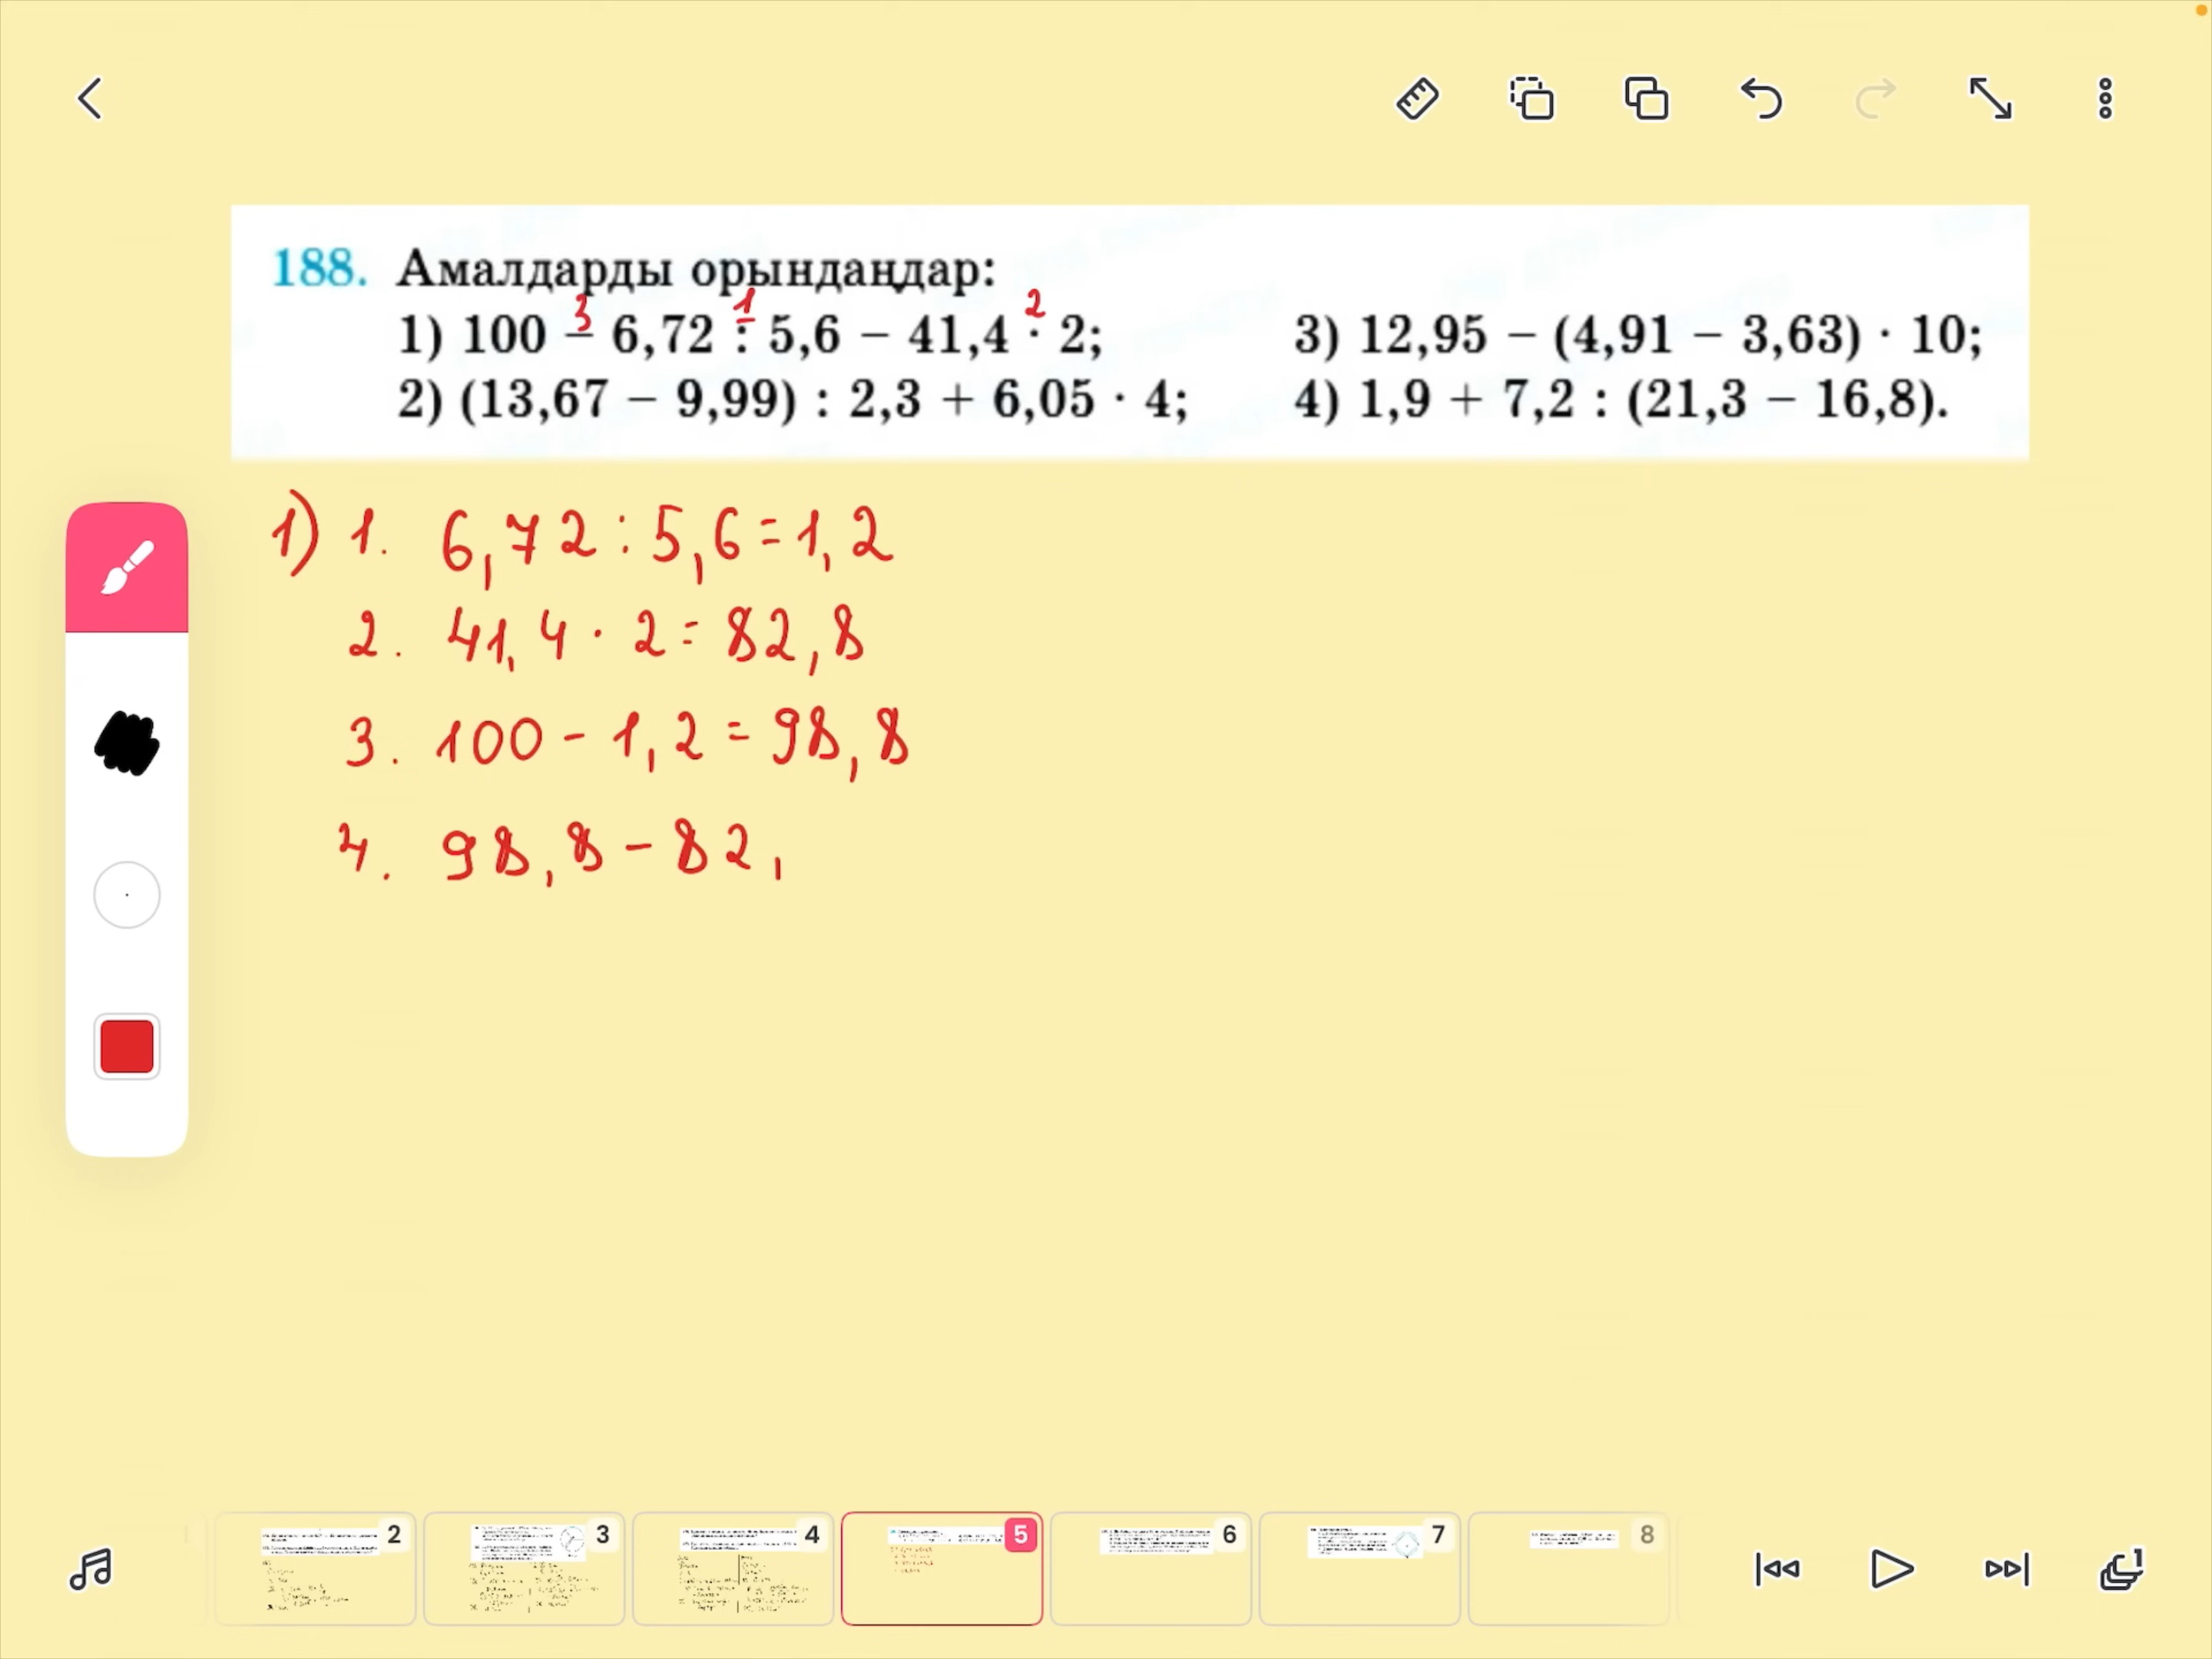 188. Амалдарды орындаңдар:
3 1 2
1) 100 – 6,72 : 5,6 – 41,4 · 2;
2) (13,67 – 9,99) : 2,3 + 6,05 · 4;
3) 12,95 – (4,91 – 3,63) · 10;
4) 1,9 + 7,2 : (21,3 – 16,8).
1) 1. 6,72 : 5,6 = 1,2
2. 41,4 · 2 = 82,8
3. 100 - 1,2 = 98,8
4. 98,8 - 82,
2 3 4 5 6 7 8
1